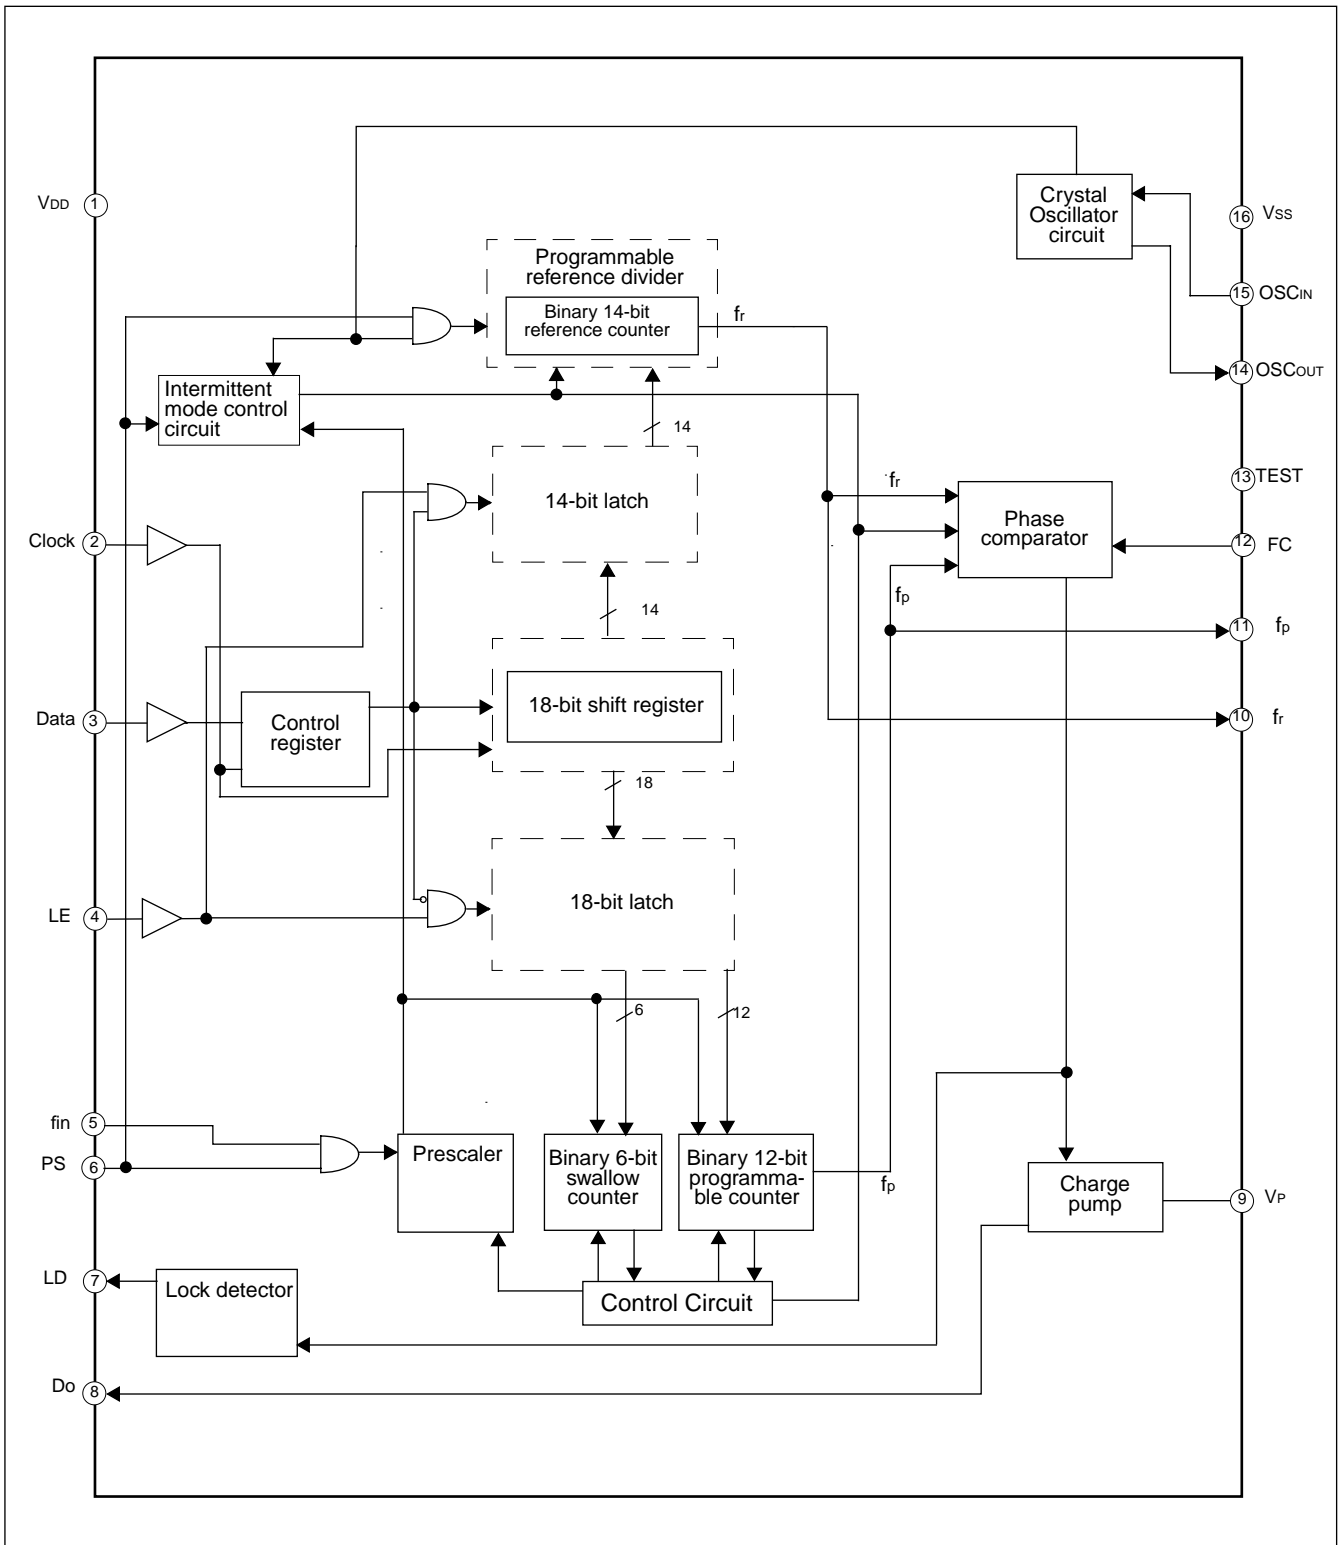 VDD
1
Crystal
Oscillator
circuit
16
VSS
Programmable
reference divider
Binary 14-bit
reference counter
fr
15
OSCIN
14
OSCOUT
Intermittent
mode control
circuit
14
14-bit latch
fr
Phase
comparator
13
TEST
Clock
2
12
FC
fp
14
11
fp
Data
3
Control
register
18-bit shift register
10
fr
18
LE
4
18-bit latch
6
12
fin
5
PS
6
Prescaler
Binary 6-bit
swallow
counter
Binary 12-bit
programma-
ble counter
fp
Charge
pump
9
VP
LD
7
Lock detector
Control Circuit
Do
8